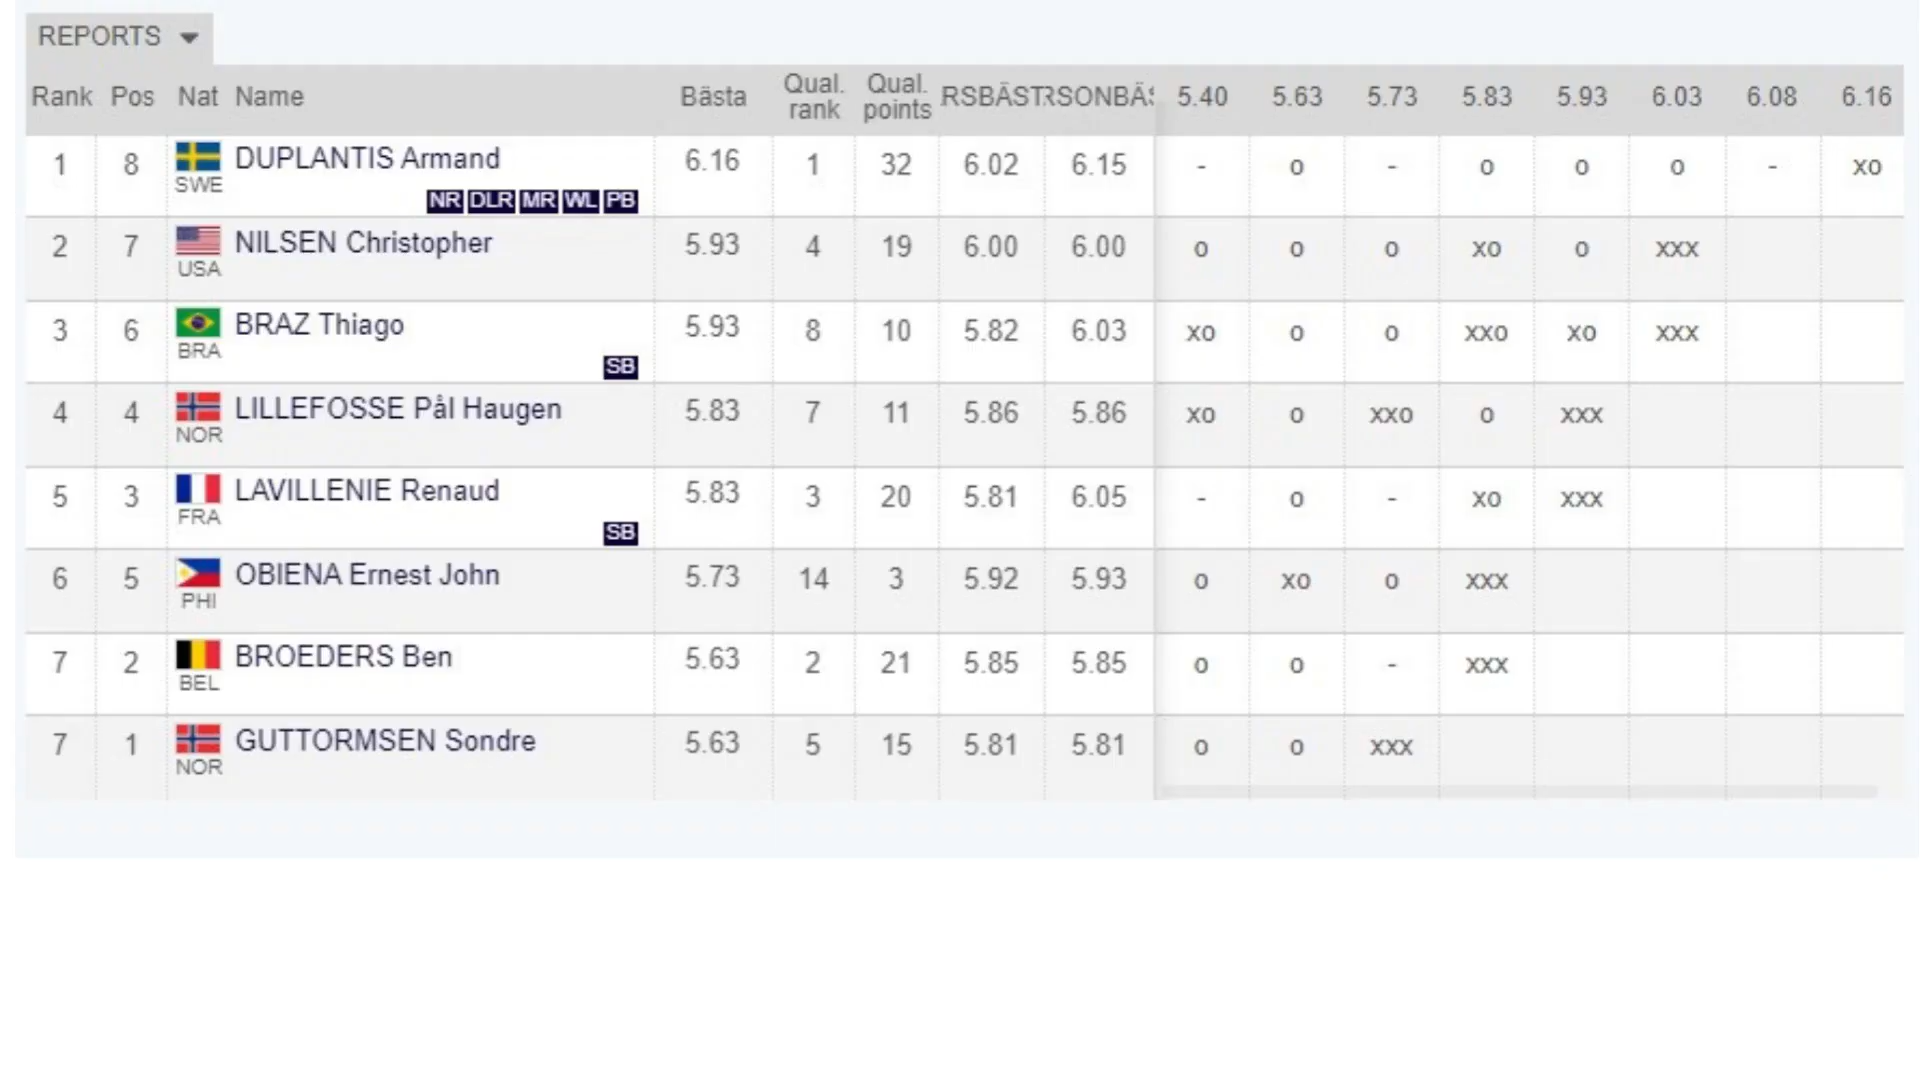 REPORTS
Rank Pos Nat Name Bästa Qual. rank Qual. points RSBÄST RSONBÄS 5.40 5.63 5.73 5.83 5.93 6.03 6.08 6.16
1 8 SWE DUPLANTIS Armand 6.16 1 32 6.02 6.15 - o - o o o - xo
NR DLR MR WL PB
2 7 USA NILSEN Christopher 5.93 4 19 6.00 6.00 o o o xo o xxx
3 6 BRA BRAZ Thiago 5.93 8 10 5.82 6.03 xo o o xxo xo xxx
SB
4 4 NOR LILLEFOSSE Pål Haugen 5.83 7 11 5.86 5.86 xo o xxo o xxx
5 3 FRA LAVILLENIE Renaud 5.83 3 20 5.81 6.05 - o - xo xxx
SB
6 5 PHI OBIENA Ernest John 5.73 14 3 5.92 5.93 o xo o xxx
7 2 BEL BROEDERS Ben 5.63 2 21 5.85 5.85 o o - xxx
7 1 NOR GUTTORMSEN Sondre 5.63 5 15 5.81 5.81 o o xxx